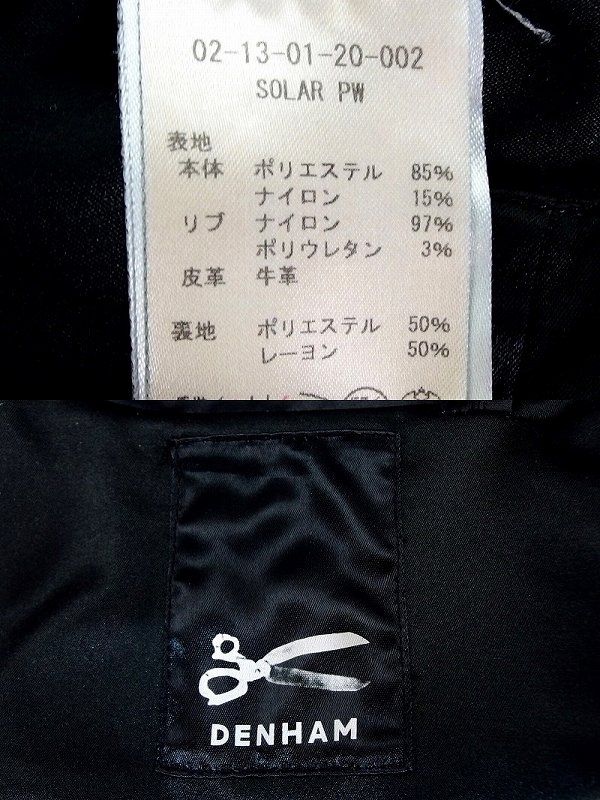 02-13-01-20-002
SOLAR PW
表地
本体 ポリエステル 85%
ナイロン 15%
リブ ナイロン 97%
ポリウレタン 3%
皮革 牛革
裏地 ポリエステル 50%
レーヨン 50%
DENHAM